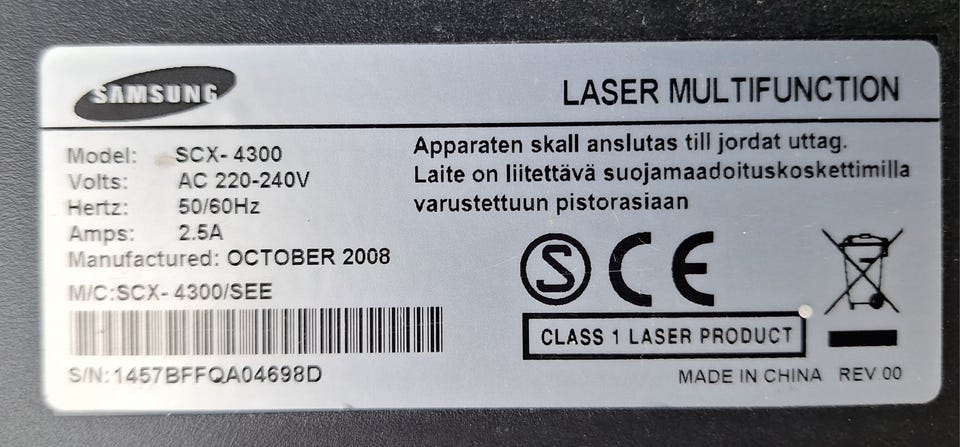 SAMSUNG
LASER MULTIFUNCTION
Model: SCX- 4300
Volts: AC 220-240V
Hertz: 50/60Hz
Amps: 2.5A
Manufactured: OCTOBER 2008
M/C:SCX- 4300/SEE
S/N:1457BFFQA04698D
Apparaten skall anslutas till jordat uttag.
Laite on liitettävä suojamaadoituskoskettimilla
varustettuun pistorasiaan
S CE
CLASS 1 LASER PRODUCT
MADE IN CHINA REV 00